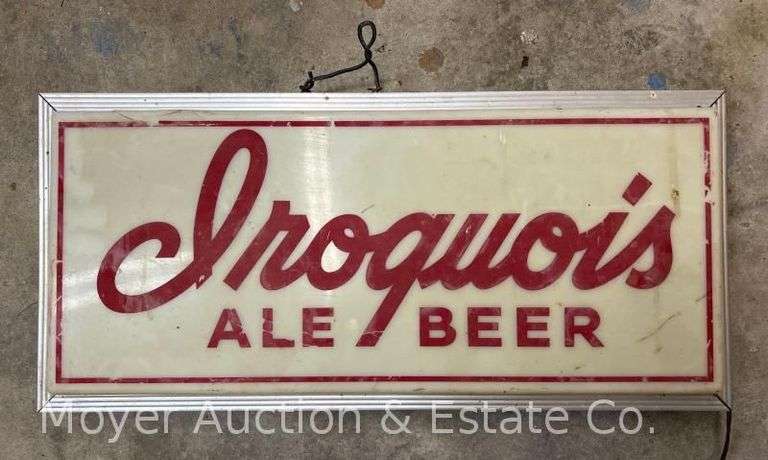 Iroquois
ALE BEER
Moyer Auction & Estate Co.